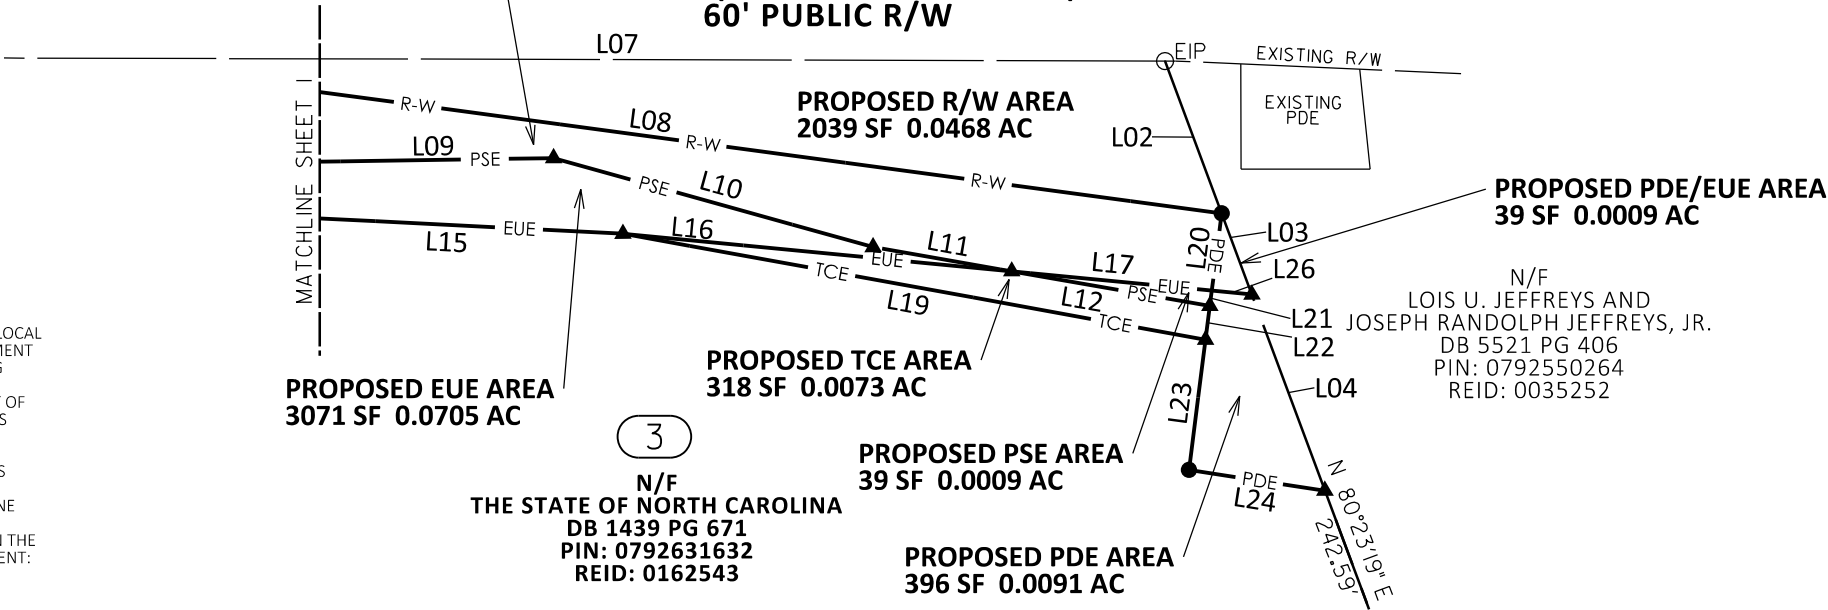 60' PUBLIC R/W
L07
EIP
EXISTING R/W
EXISTING
PDE
MATCHLINE SHEET I
R-W
L08
R-W
R-W
PROPOSED R/W AREA
2039 SF 0.0468 AC
L02
L09
PSE
PSE
L10
PROPOSED PDE/EUE AREA
39 SF 0.0009 AC
L15
EUE
L16
EUE
L11
L17
EUE
L20
PDE
L03
L26
TCE
L19
L12
PSE
TCE
L21
L22
N/F
LOIS U. JEFFREYS AND
JOSEPH RANDOLPH JEFFREYS, JR.
DB 5521 PG 406
PIN: 0792550264
REID: 0035252
PROPOSED TCE AREA
318 SF 0.0073 AC
PROPOSED EUE AREA
3071 SF 0.0705 AC
L23
L04
3
N/F
THE STATE OF NORTH CAROLINA
DB 1439 PG 671
PIN: 0792631632
REID: 0162543
PROPOSED PSE AREA
39 SF 0.0009 AC
PDE
L24
N 80°23'19" E
242.59'
PROPOSED PDE AREA
396 SF 0.0091 AC
LOCAL
OF
THE